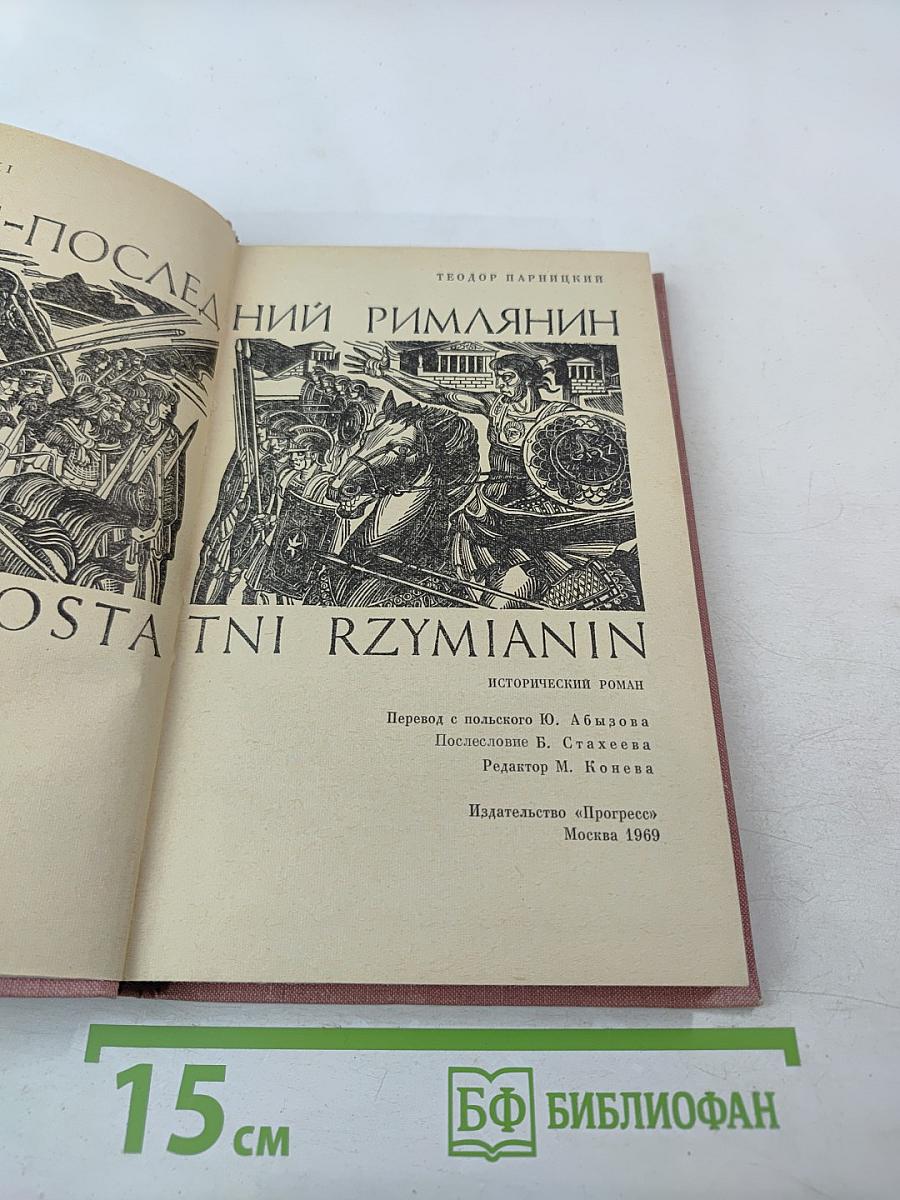 -ПОСЛЕДНИЙ РИМЛЯНИН
ТЕОДОР ПАРНИЦКИЙ
OSTATNI RZYMIANIN
ИСТОРИЧЕСКИЙ РОМАН
Перевод с польского Ю. Абызова
Послесловие Б. Стахеева
Редактор М. Конева
Издательство «Прогресс»
Москва 1969
15 см
БФ БИБЛИОФАН